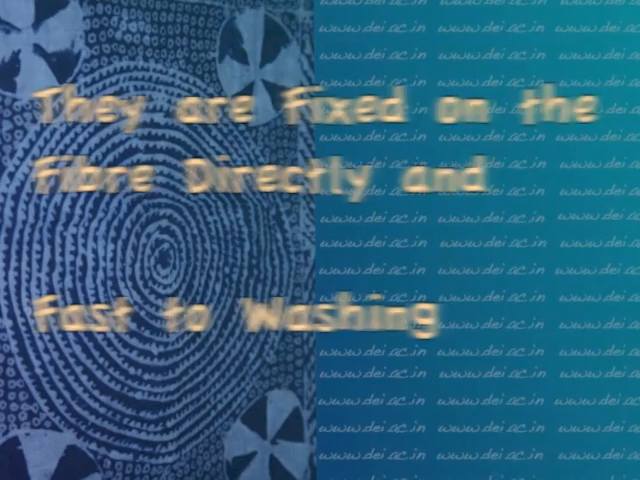 They are Fixed on the
Fibre Directly and
Fast to Washing
www.dei.ac.in